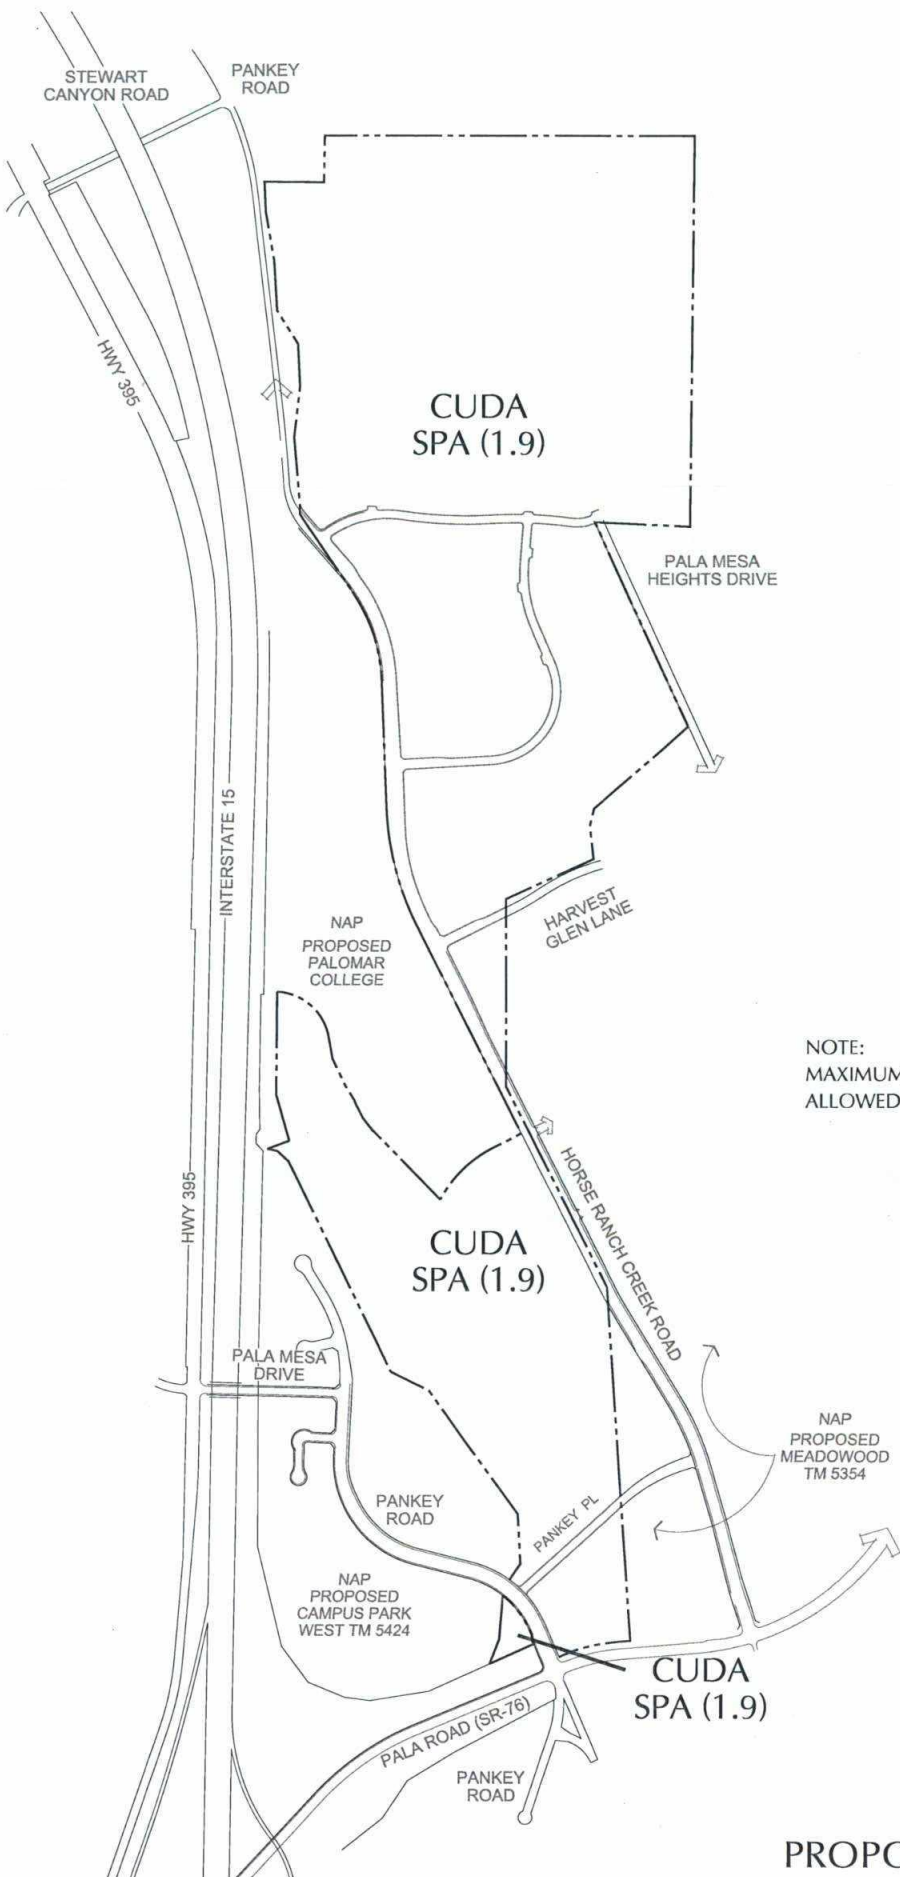 STEWART
CANYON ROAD
PANKEY
ROAD
HWY 395
CUDA
SPA (1.9)
PALA MESA
HEIGHTS DRIVE
INTERSTATE 15
HARVEST
GLEN LANE
NAP
PROPOSED
PALOMAR
COLLEGE
NOTE:
MAXIMUM
ALLOWED
HWY 395
HORSE RANCH CREEK ROAD
CUDA
SPA (1.9)
PALA MESA
DRIVE
NAP
PROPOSED
MEADOWOOD
TM 5354
PANKEY
ROAD
PANKEY PL
NAP
PROPOSED
CAMPUS PARK
WEST TM 5424
CUDA
SPA (1.9)
PALA ROAD (SR-76)
PANKEY
ROAD